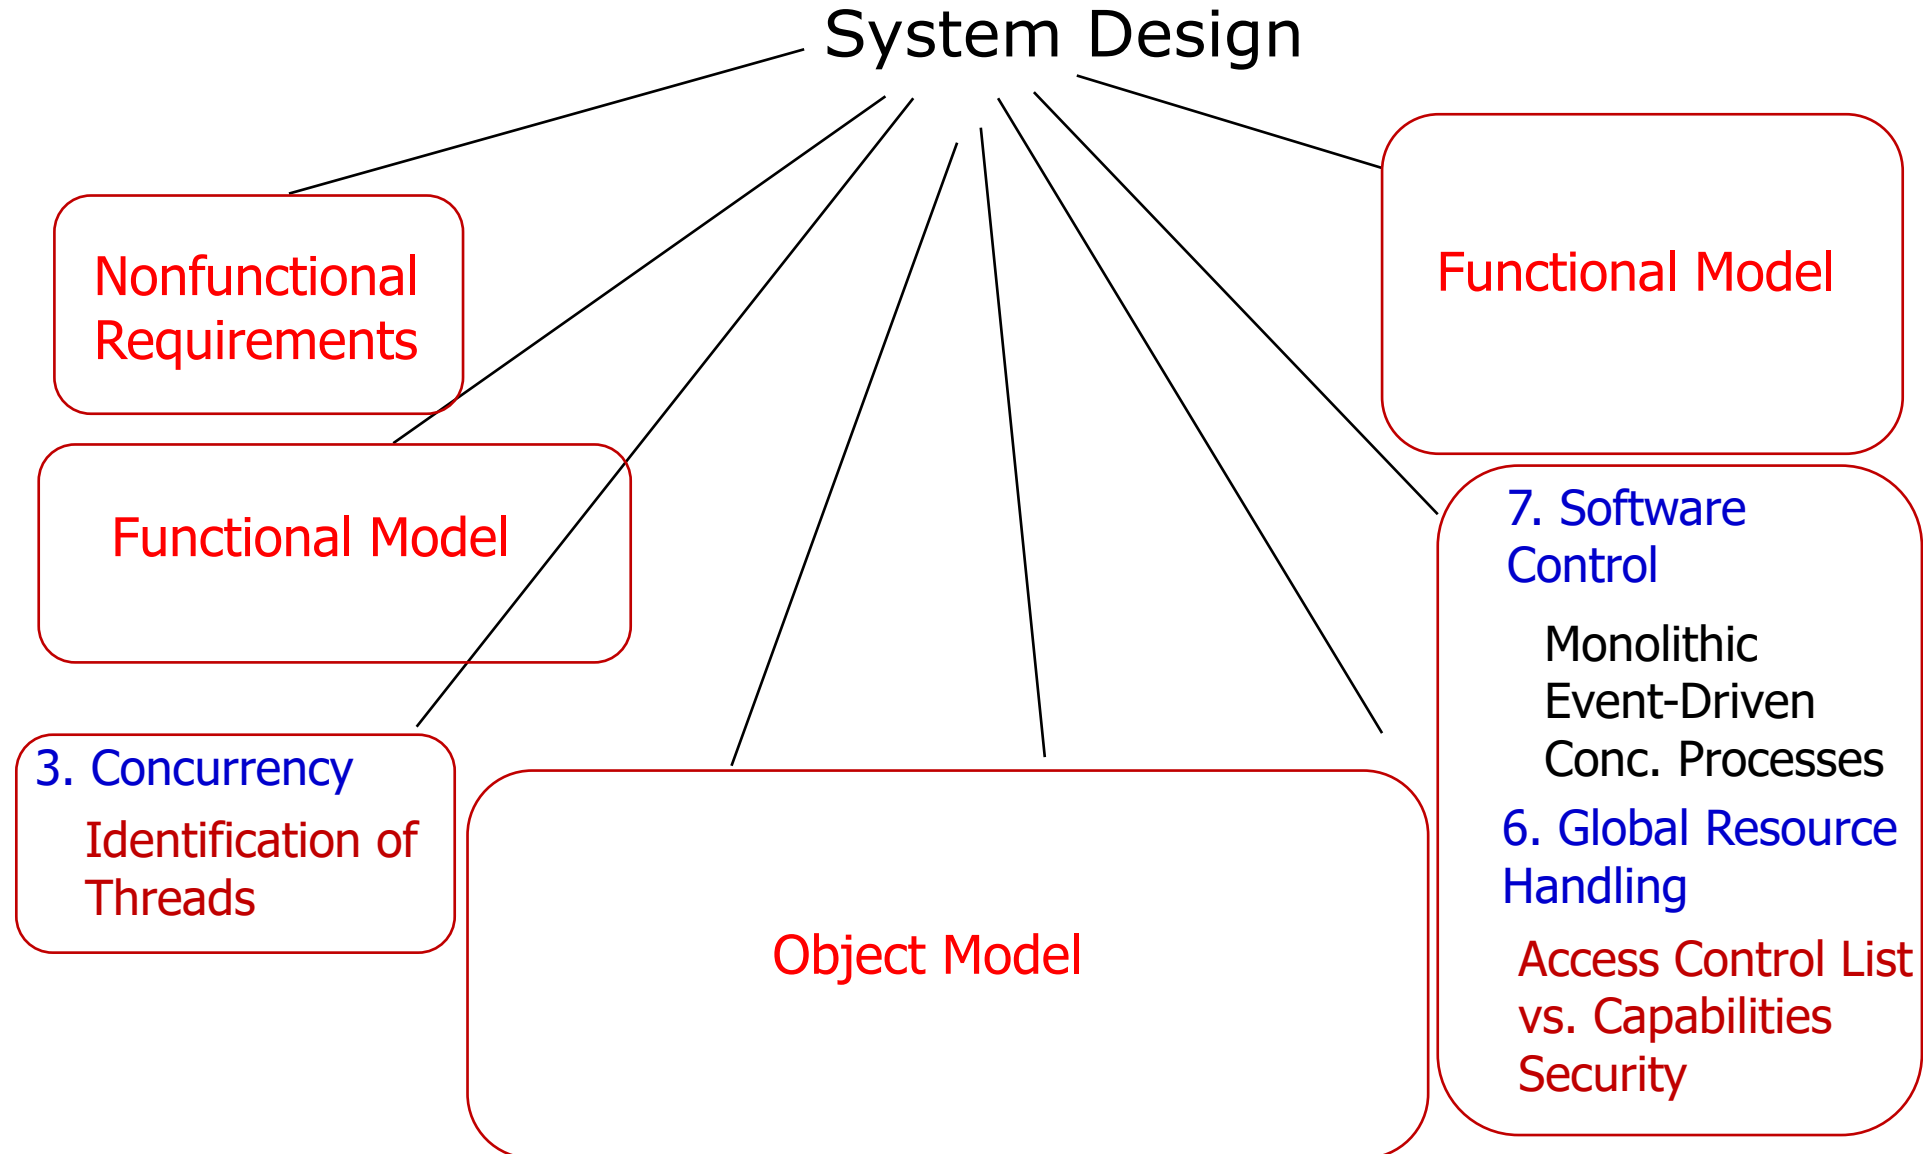 System Design
Nonfunctional
Requirements
Functional Model
Functional Model
3. Concurrency
Identification of
Threads
Object Model
7. Software
Control
Monolithic
Event-Driven
Conc. Processes
6. Global Resource
Handling
Access Control List
vs. Capabilities
Security